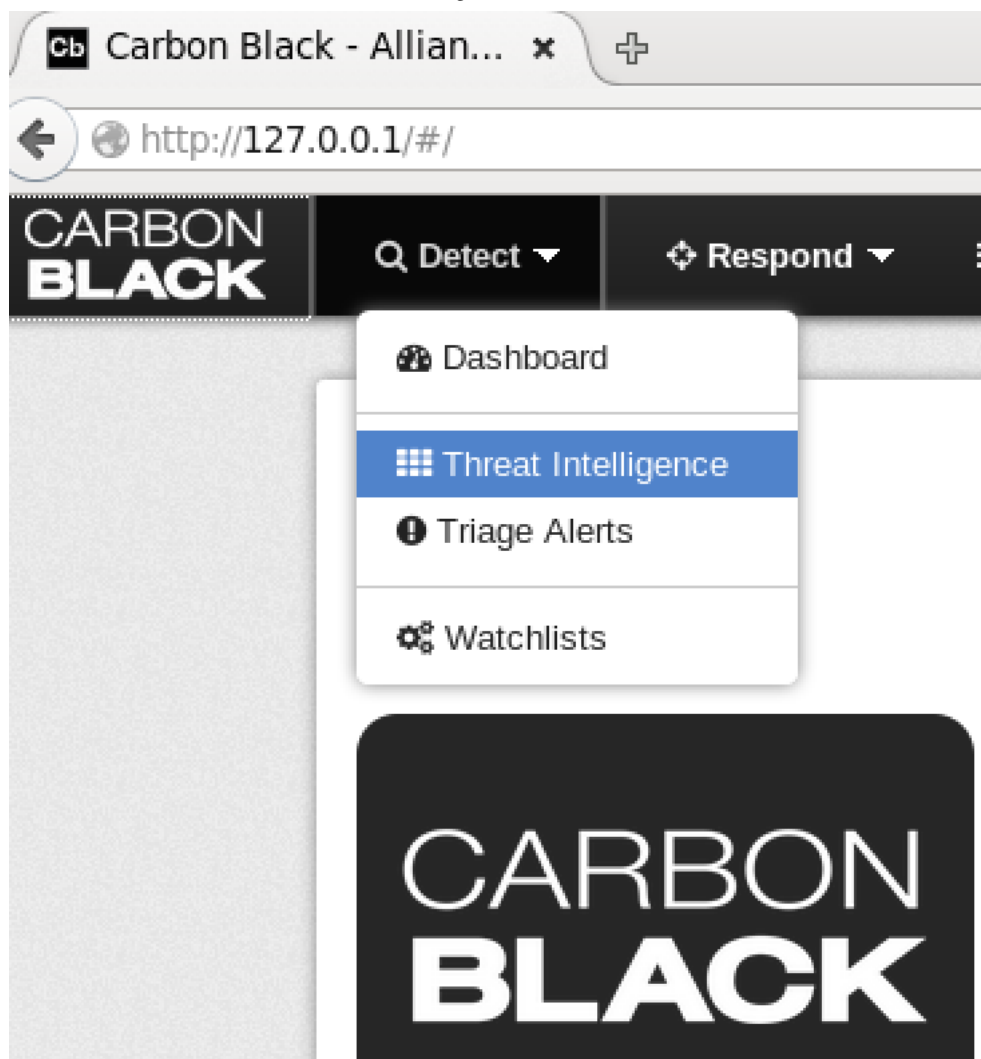 Cb Carbon Black - Allian...
http://127.0.0.1/#/
CARBON
BLACK
Detect
Respond
Dashboard
Threat Intelligence
Triage Alerts
Watchlists
CARBON
BLACK